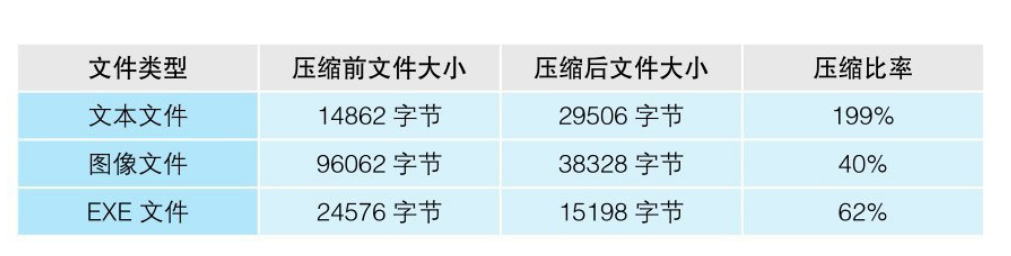 文件类型 压缩前文件大小 压缩后文件大小 压缩比率
文本文件 14862 字节 29506 字节 199%
图像文件 96062 字节 38328 字节 40%
EXE 文件 24576 字节 15198 字节 62%